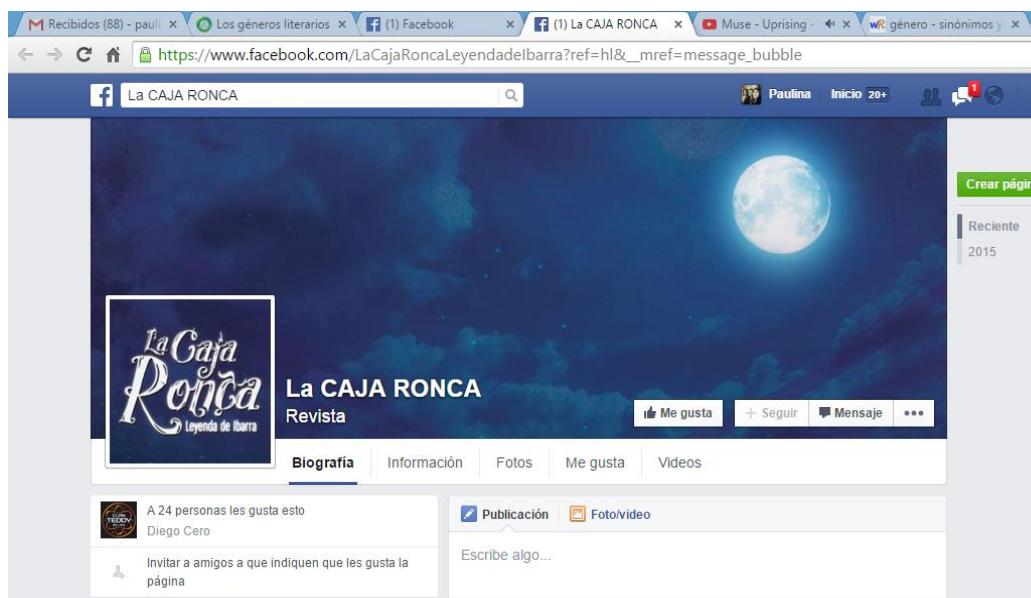 Recibidos (88) - pauli
Los géneros literarios
(1) Facebook
(1) La CAJA RONCA
Muse - Uprising -
género - sinónimos y
https://www.facebook.com/LaCajaRoncaLeyendadeIbarra?ref=hl&__mref=message_bubble
La CAJA RONCA
Paulina
Inicio 20+
1
Crear págin
Reciente
2015
La Caja
Ronca
Leyenda de Ibarra
La CAJA RONCA
Revista
Me gusta
Seguir
Mensaje
Biografía
Información
Fotos
Me gusta
Videos
A 24 personas les gusta esto
Diego Cero
Publicación
Foto/video
Invitar a amigos a que indiquen que les gusta la
página
Escribe algo...